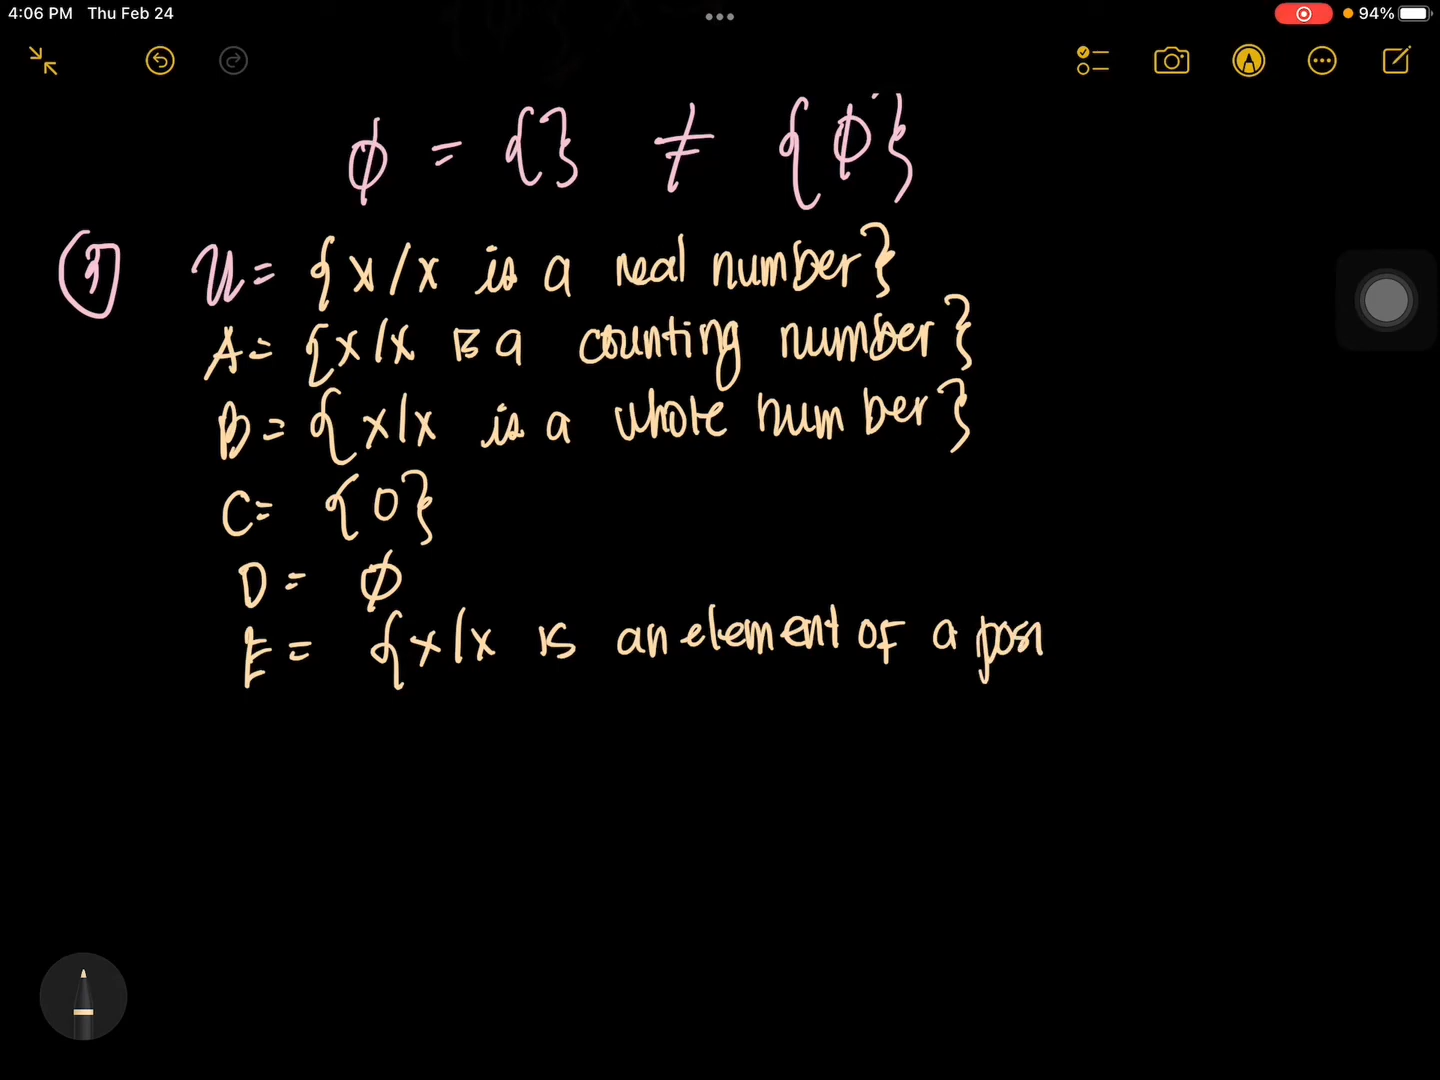 4:06 PM Thu Feb 24
94%
ϕ = {} ≠ {ϕ}
U = {x/x is a real number}
A = {x/x is a counting number}
B = {x|x is a whole number}
C = {0}
D = ϕ
E = {x|x is an element of a posi